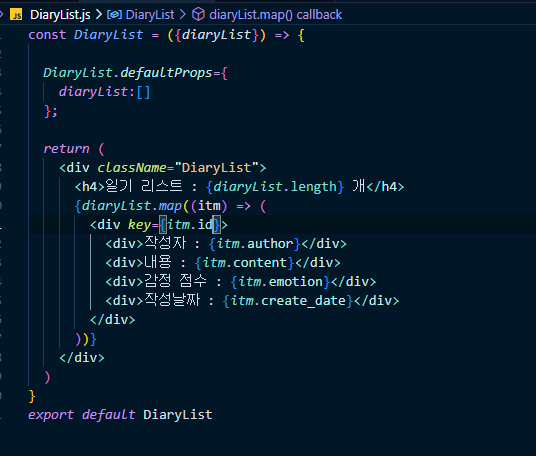 JS DiaryList.js > DiaryList > diaryList.map() callback
const DiaryList = ({diaryList}) => {
DiaryList.defaultProps={
diaryList:[]
};
return (
<div className="DiaryList">
<h4>일기 리스트 : {diaryList.length} 개</h4>
{diaryList.map((itm) => (
<div key={itm.id}>
<div>작성자 : {itm.author}</div>
<div>내용 : {itm.content}</div>
<div>감정 점수 : {itm.emotion}</div>
<div>작성날짜 : {itm.create_date}</div>
</div>
))}
</div>
)
}
export default DiaryList